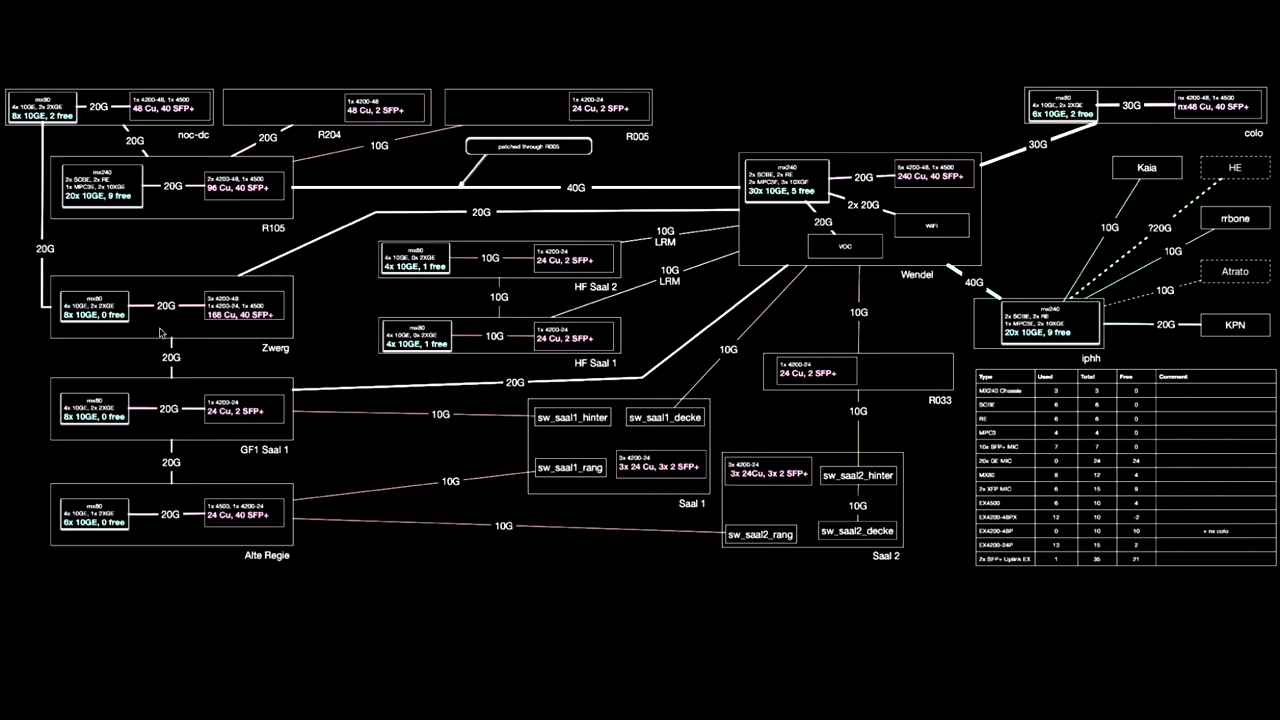 mx80
4x 10GE, 2x 2XGE
8x 10GE, 2 free
20G
1x 4200-48, 1x 4500
48 Cu, 40 SFP+
noc-dc
1x 4200-48
48 Cu, 2 SFP+
R204
1x 4200-24
24 Cu, 2 SFP+
R005
mx80
4x 10GE, 2x 2XGE
6x 10GE, 2 free
30G
nx 4200-48, 1x 4500
nx48 Cu, 40 SFP+
colo
20G
20G
10G
patched through R005
30G
mx240
2x SCBE, 2x RE
1x MPC3E, 2x 10XGE
20x 10GE, 9 free
20G
2x 4200-48, 1x 4500
96 Cu, 40 SFP+
R105
40G
mx240
2x SCBE, 2x RE
2x MPC3E, 3x 10XGE
30x 10GE, 5 free
20G
5x 4200-48, 1x 4500
240 Cu, 40 SFP+
2x 20G
WiFi
20G
VOC
Wendel
Kaia
HE
rrbone
Atrato
KPN
10G
?20G
10G
10G
20G
40G
mx240
2x SCBE, 2x RE
1x MPC3E, 2x 10XGE
20x 10GE, 9 free
iphh
20G
20G
mx80
4x 10GE, 0x 2XGE
4x 10GE, 1 free
10G
1x 4200-24
24 Cu, 2 SFP+
HF Saal 2
10G
LRM
10G
LRM
10G
mx80
4x 10GE, 0x 2XGE
4x 10GE, 1 free
10G
1x 4200-24
24 Cu, 2 SFP+
HF Saal 1
mx80
4x 10GE, 2x 2XGE
8x 10GE, 0 free
20G
3x 4200-48
1x 4200-24, 1x 4500
168 Cu, 40 SFP+
Zwerg
20G
mx80
4x 10GE, 2x 2XGE
8x 10GE, 0 free
20G
1x 4200-24
24 Cu, 2 SFP+
GF1 Saal 1
20G
20G
mx80
4x 10GE, 1x 2XGE
6x 10GE, 0 free
20G
1x 4500, 1x 4200-24
24 Cu, 40 SFP+
Alte Regie
10G
10G
10G
10G
sw_saal1_hinter
sw_saal1_decke
sw_saal1_rang
3x 4200-24
3x 24 Cu, 3x 2 SFP+
Saal 1
10G
1x 4200-24
24 Cu, 2 SFP+
R033
10G
3x 4200-24
3x 24Cu, 3x 2 SFP+
sw_saal2_hinter
10G
sw_saal2_rang
sw_saal2_decke
Saal 2
Type Used Total Free Comment
MX240 Chassis 3 3 0
SCBE 6 6 0
RE 6 6 0
MPC3 4 4 0
10x SFP+ MIC 7 7 0
20x GE MIC 0 24 24
MX80 8 12 4
2x XFP MIC 6 15 9
EX4500 6 10 4
EX4200-48PX 12 10 -2
EX4200-48P 0 10 10 + nx colo
EX4200-24P 13 15 2
2x SFP+ Uplink EX 1 35 21